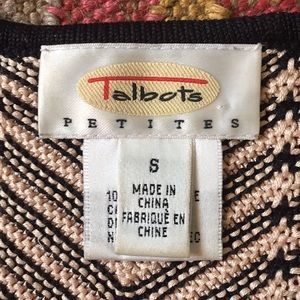 Talbots
PETITES
S
MADE IN
CHINA
FABRIQUÉ EN
CHINE